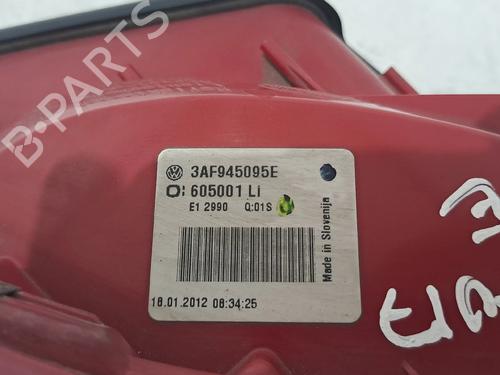 B-PARTS
3AF945095E
605001 Li
E1 2990 Q:01S
Made in Slovenija
18.01.2012 08:34:25